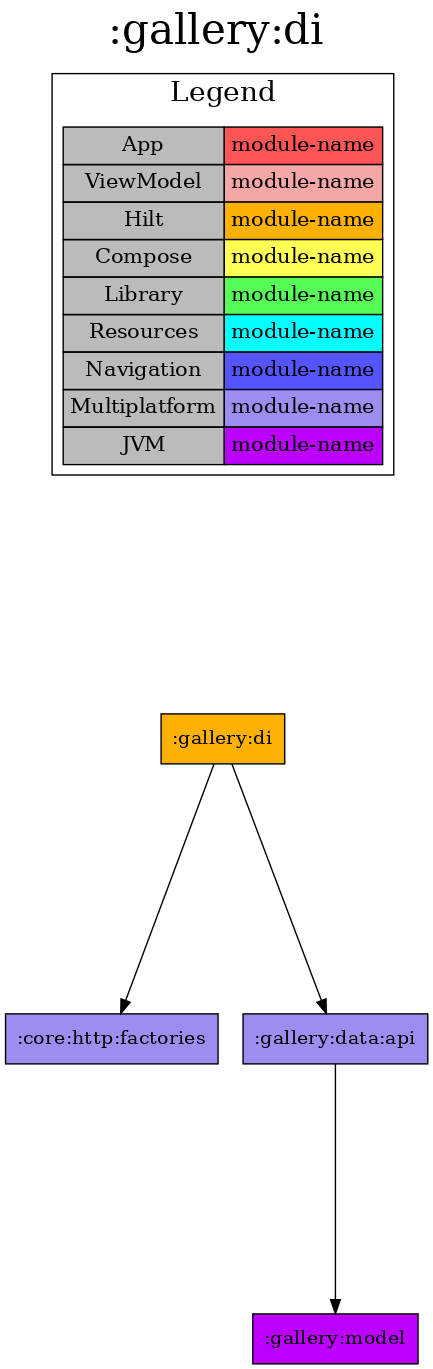 :gallery:di
Legend
App module-name
ViewModel module-name
Hilt module-name
Compose module-name
Library module-name
Resources module-name
Navigation module-name
Multiplatform module-name
JVM module-name
:gallery:di
:core:http:factories :gallery:data:api
:gallery:model